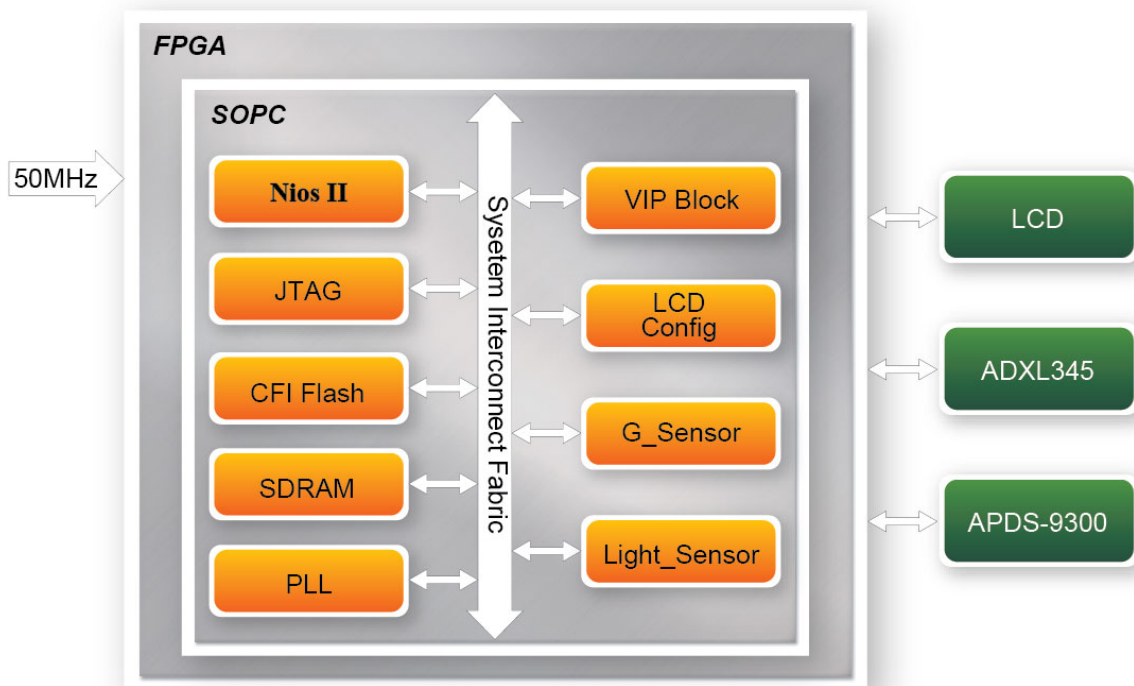 FPGA
SOPC
50MHz
Nios II
JTAG
CFI Flash
SDRAM
PLL
Sysetem Interconnect Fabric
VIP Block
LCD
Config
G_Sensor
Light_Sensor
LCD
ADXL345
APDS-9300